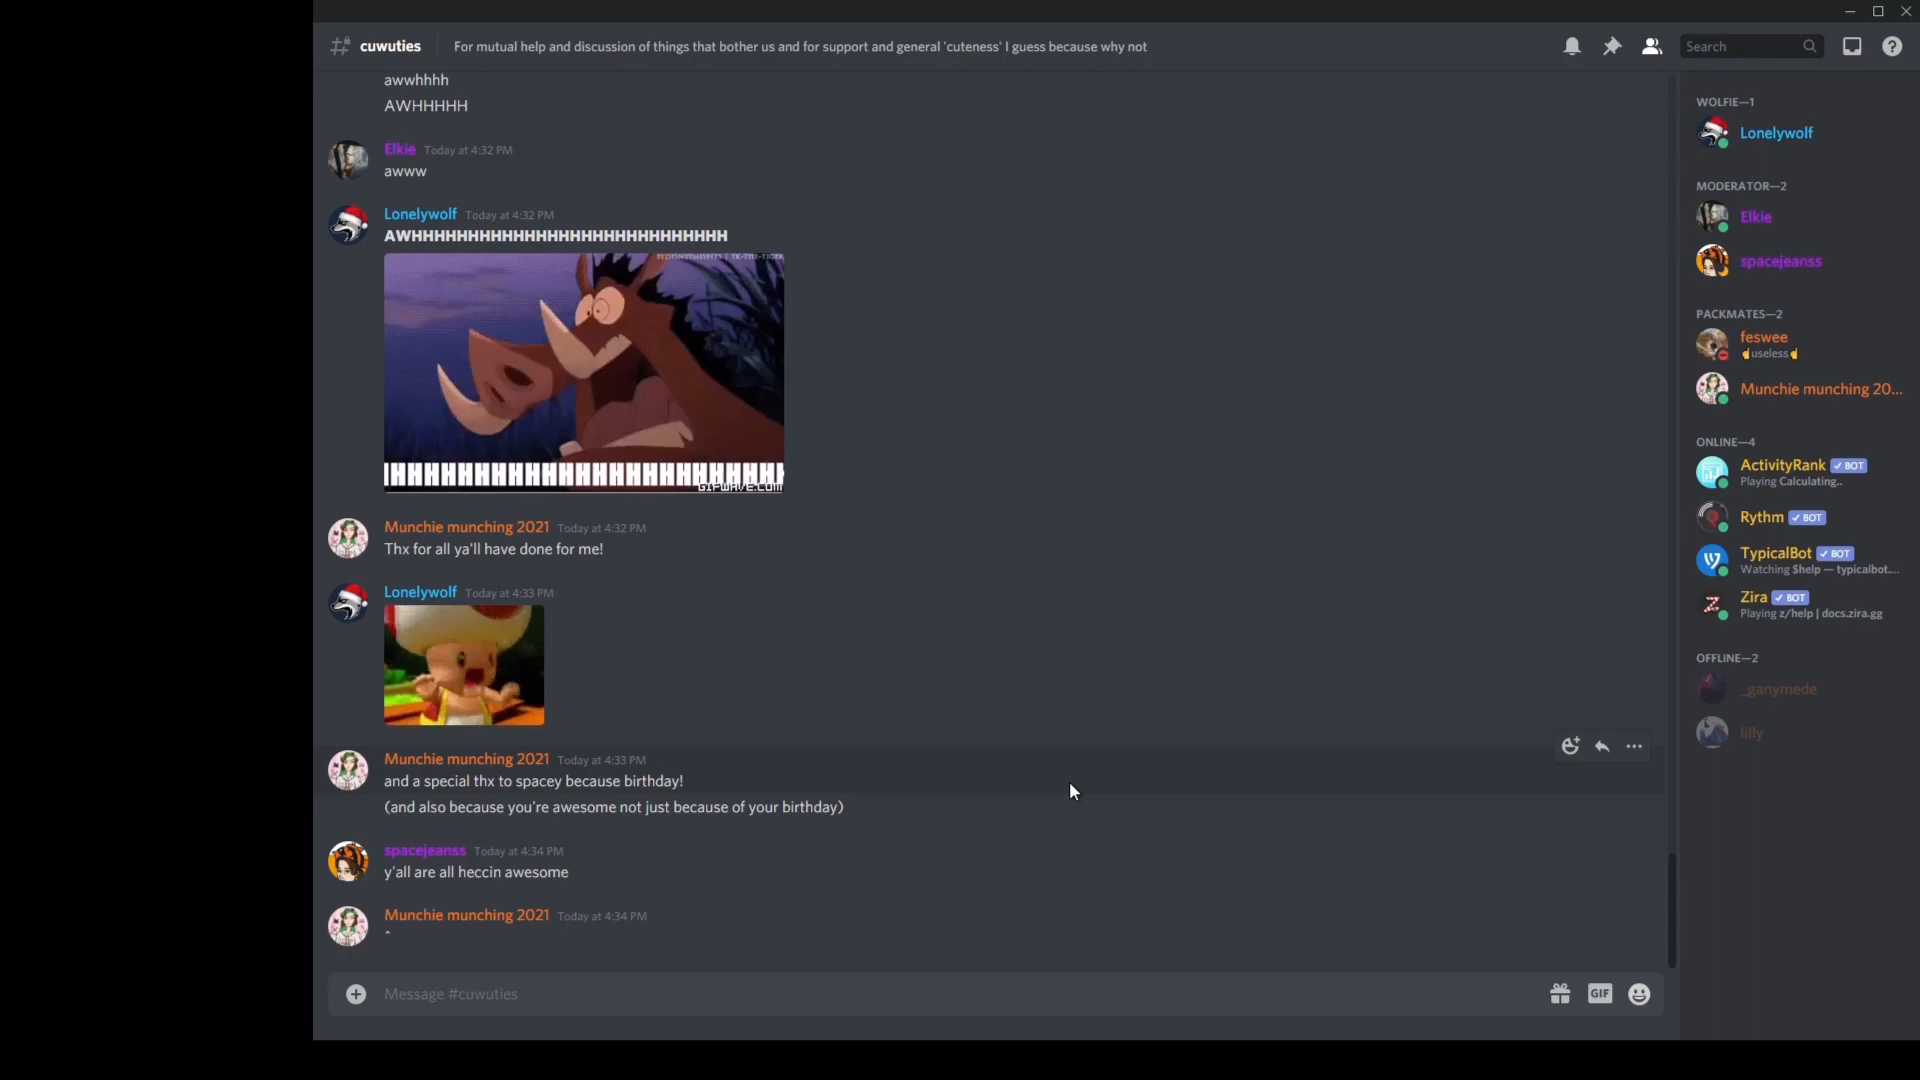 cuwuties
For mutual help and discussion of things that bother us and for support and general 'cuteness' I guess because why not
Search
awwhhhh
AWHHHHH
Elkie Today at 4:32 PM
awww
Lonelywolf Today at 4:32 PM
AWHHHHHHHHHHHHHHHHHHHHHHHHHHHH
HHHHHHHHHHHHHHHHHHHHHHHH
GIFWAVE.COM
Munchie munching 2021 Today at 4:32 PM
Thx for all ya'll have done for me!
Lonelywolf Today at 4:33 PM
Munchie munching 2021 Today at 4:33 PM
and a special thx to spacey because birthday!
(and also because you're awesome not just because of your birthday)
spacejeanss Today at 4:34 PM
y'all are all heccin awesome
Munchie munching 2021 Today at 4:34 PM
^
Message #cuwuties
GIF
WOLFIE—1
Lonelywolf
MODERATOR—2
Elkie
spacejeanss
PACKMATES—2
feswee
☝useless☝
Munchie munching 20...
ONLINE—4
ActivityRank ✓ BOT
Playing Calculating..
Rythm ✓ BOT
TypicalBot ✓ BOT
Watching $help — typicalbot....
Zira ✓ BOT
Playing z/help | docs.zira.gg
OFFLINE—2
_ganymede
lilly